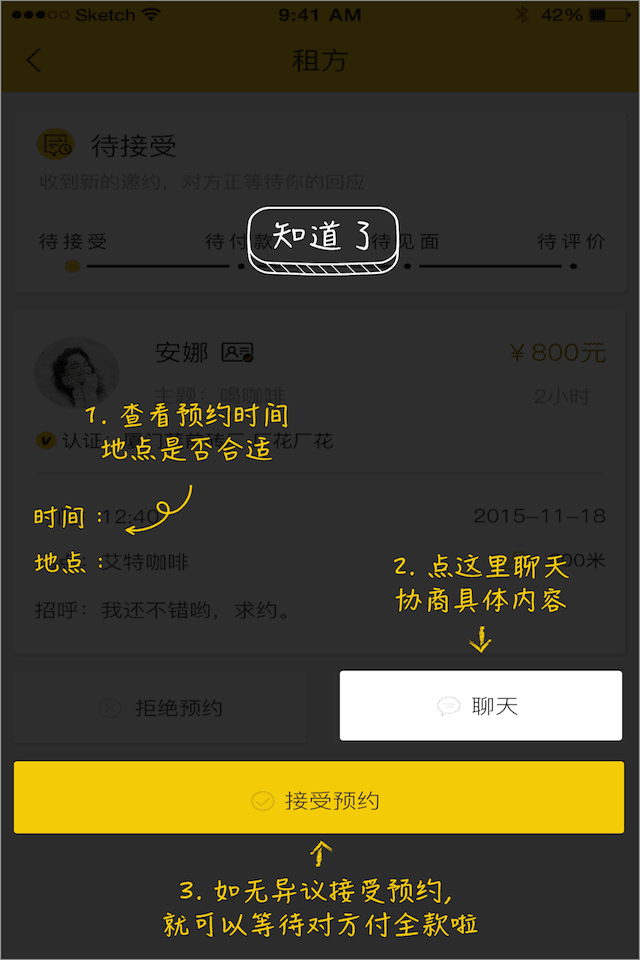 Sketch 9:41 AM 42%
租方
待接受
收到新的邀约，对方正等待你的回应
知道了
待接受 待付款 待见面 待评价
安娜 ¥800元
主题：喝咖啡 2小时
1. 查看预约时间
地点是否合适
认证：
厂花
时间： 12:40 2015-11-18
地点： 艾特咖啡 00米
招呼：我还不错哟，求约。
2. 点这里聊天
协商具体内容
拒绝预约 聊天
接受预约
3. 如无异议接受预约，
就可以等待对方付全款啦